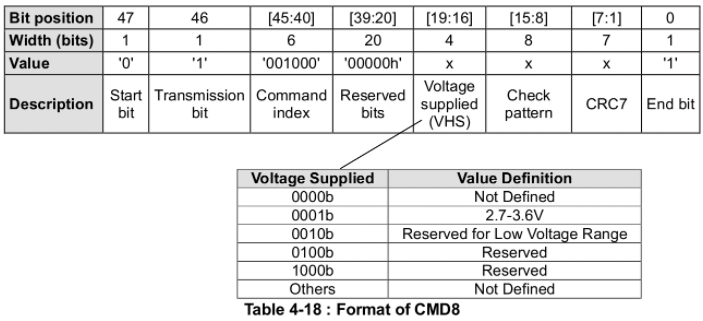 Bit position 47 46 [45:40] [39:20] [19:16] [15:8] [7:1] 0
Width (bits) 1 1 6 20 4 8 7 1
Value '0' '1' '001000' '00000h' x x x '1'
Description Start bit Transmission bit Command index Reserved bits Voltage supplied (VHS) Check pattern CRC7 End bit
Voltage Supplied Value Definition
0000b Not Defined
0001b 2.7-3.6V
0010b Reserved for Low Voltage Range
0100b Reserved
1000b Reserved
Others Not Defined
Table 4-18 : Format of CMD8